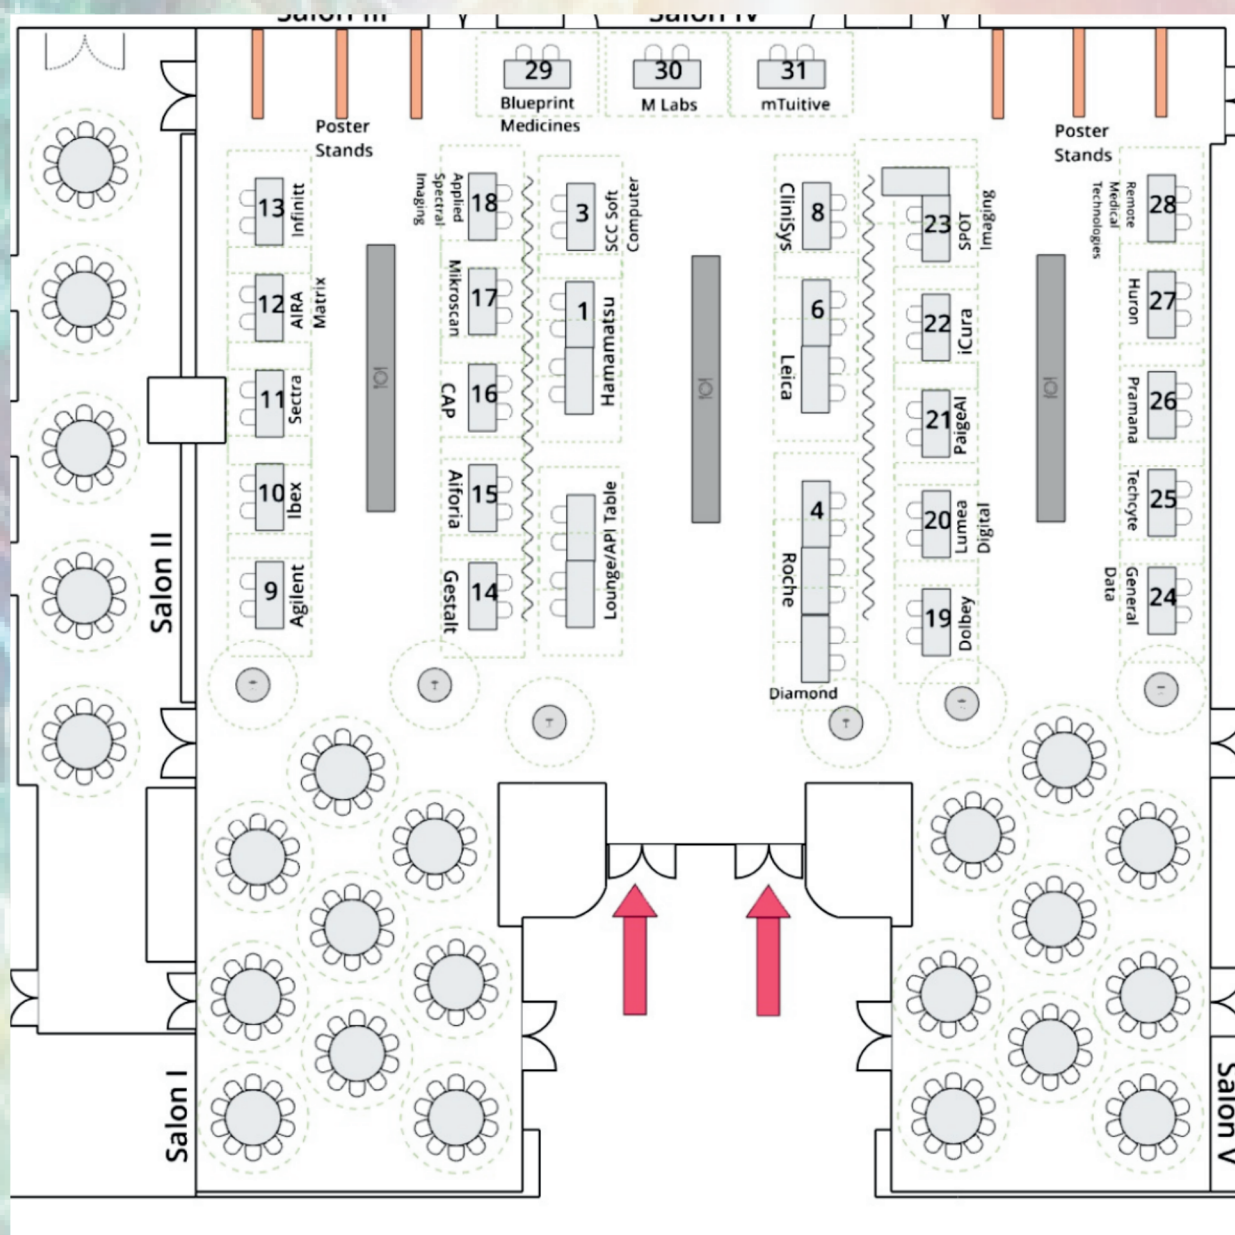 Salon III
Salon IV
29
Blueprint
Medicines
30
M Labs
31
mTuitive
Poster
Stands
Poster
Stands
13
Infinitt
12
AIRA
Matrix
11
Sectra
10
Ibex
9
Agilent
18
Applied
Spectral
Imaging
17
Mikroscan
16
CAP
15
Aiforia
14
Gestalt
3
SCC Soft
Computer
1
Hamamatsu
Lounge/API Table
8
CliniSys
6
Leica
4
Roche
Diamond
23
SPOT
Imaging
22
iCura
21
PaigeAI
20
Lumea
Digital
19
Dolbey
28
Remote
Medical
Technologies
27
Huron
26
Pramana
25
Techcyte
24
General
Data
Salon II
Salon I
Salon V